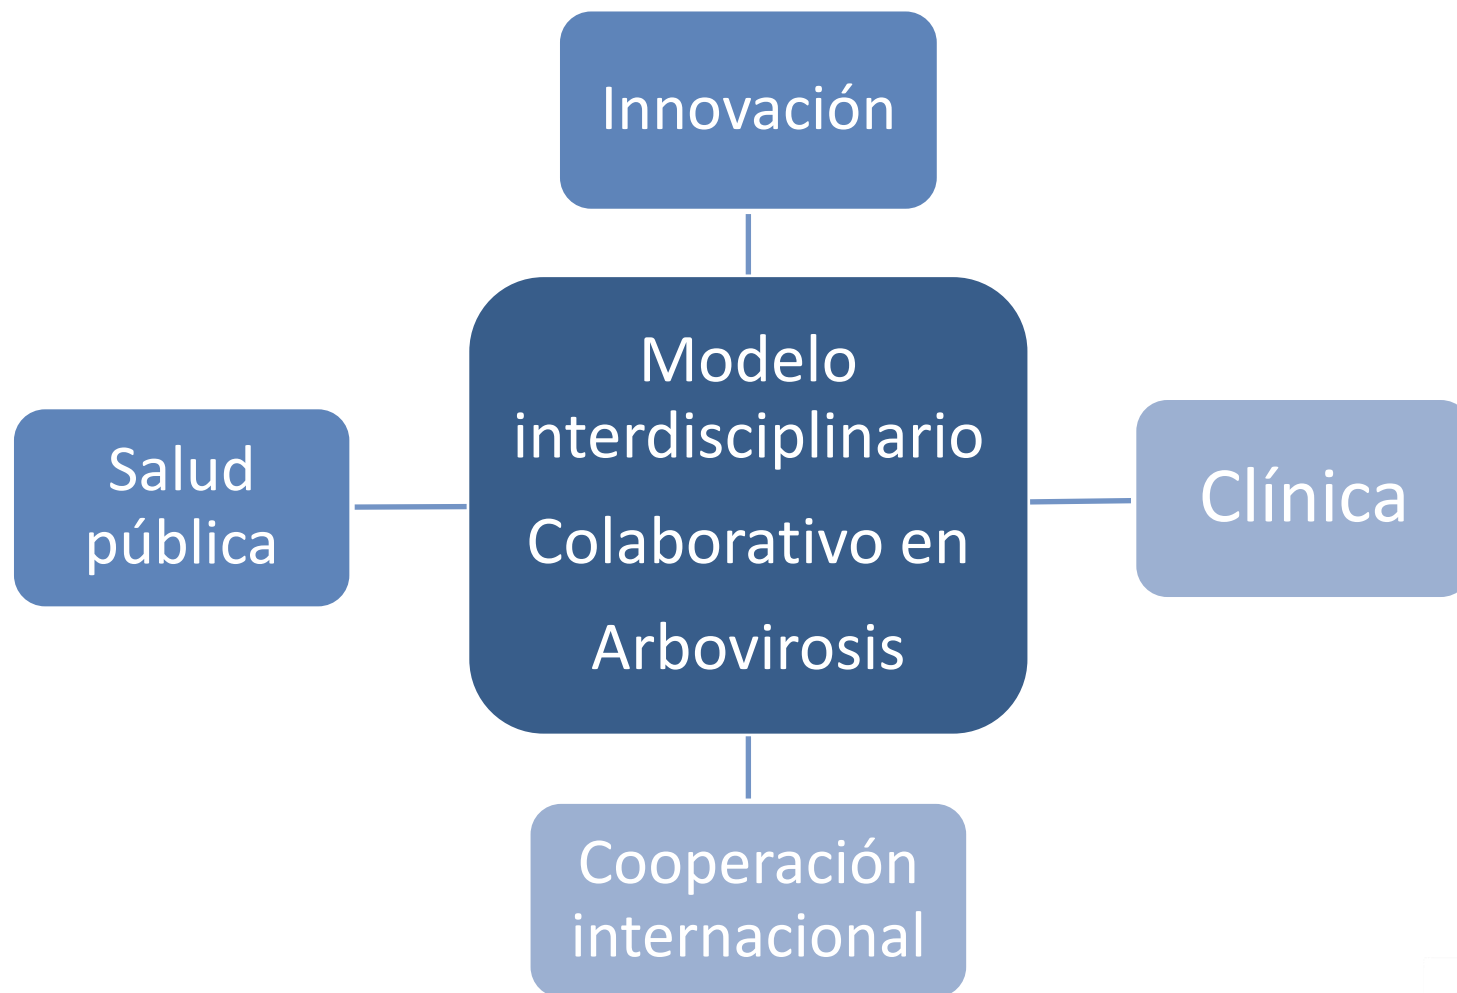 Innovación
Modelo
interdisciplinario
Colaborativo en
Arbovirosis
Salud
pública
Clínica
Cooperación
internacional